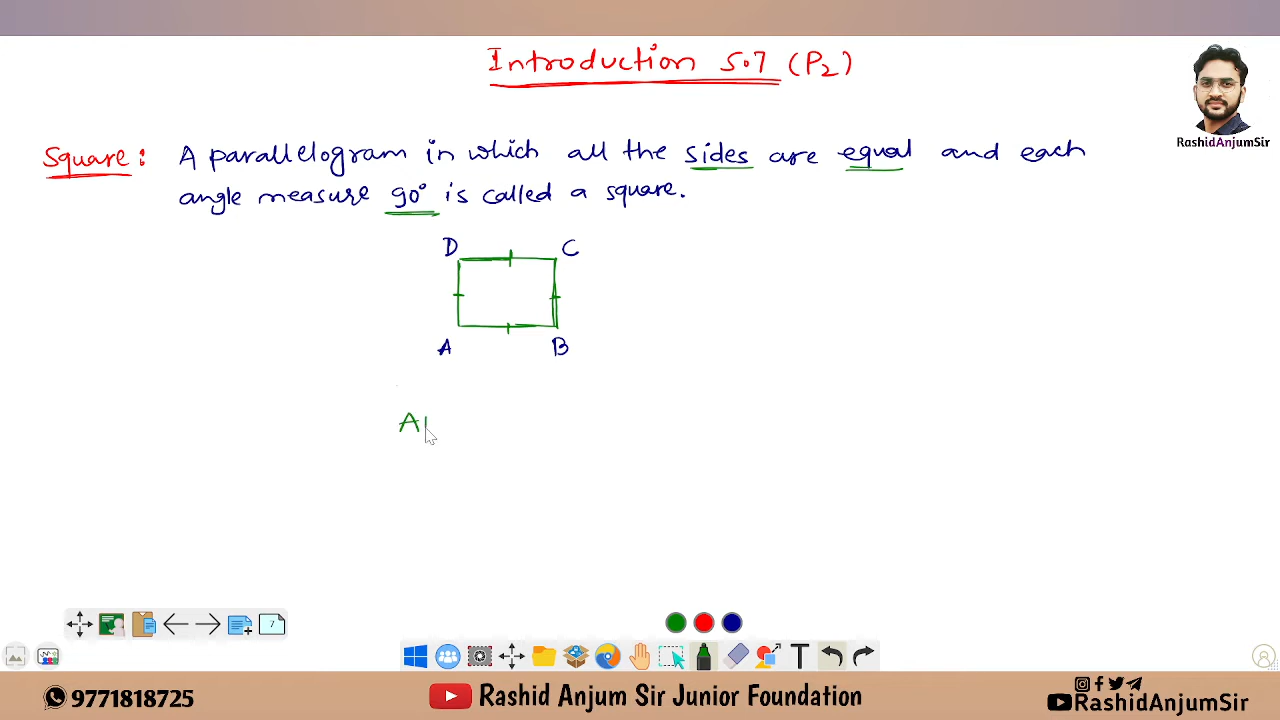 Introduction 5.7 (P2)
RashidAnjumSir
Square: A parallelogram in which all the sides are equal and each
angle measure 90° is called a square.
D C
A B
A
7
9771818725
Rashid Anjum Sir Junior Foundation
RashidAnjumSir